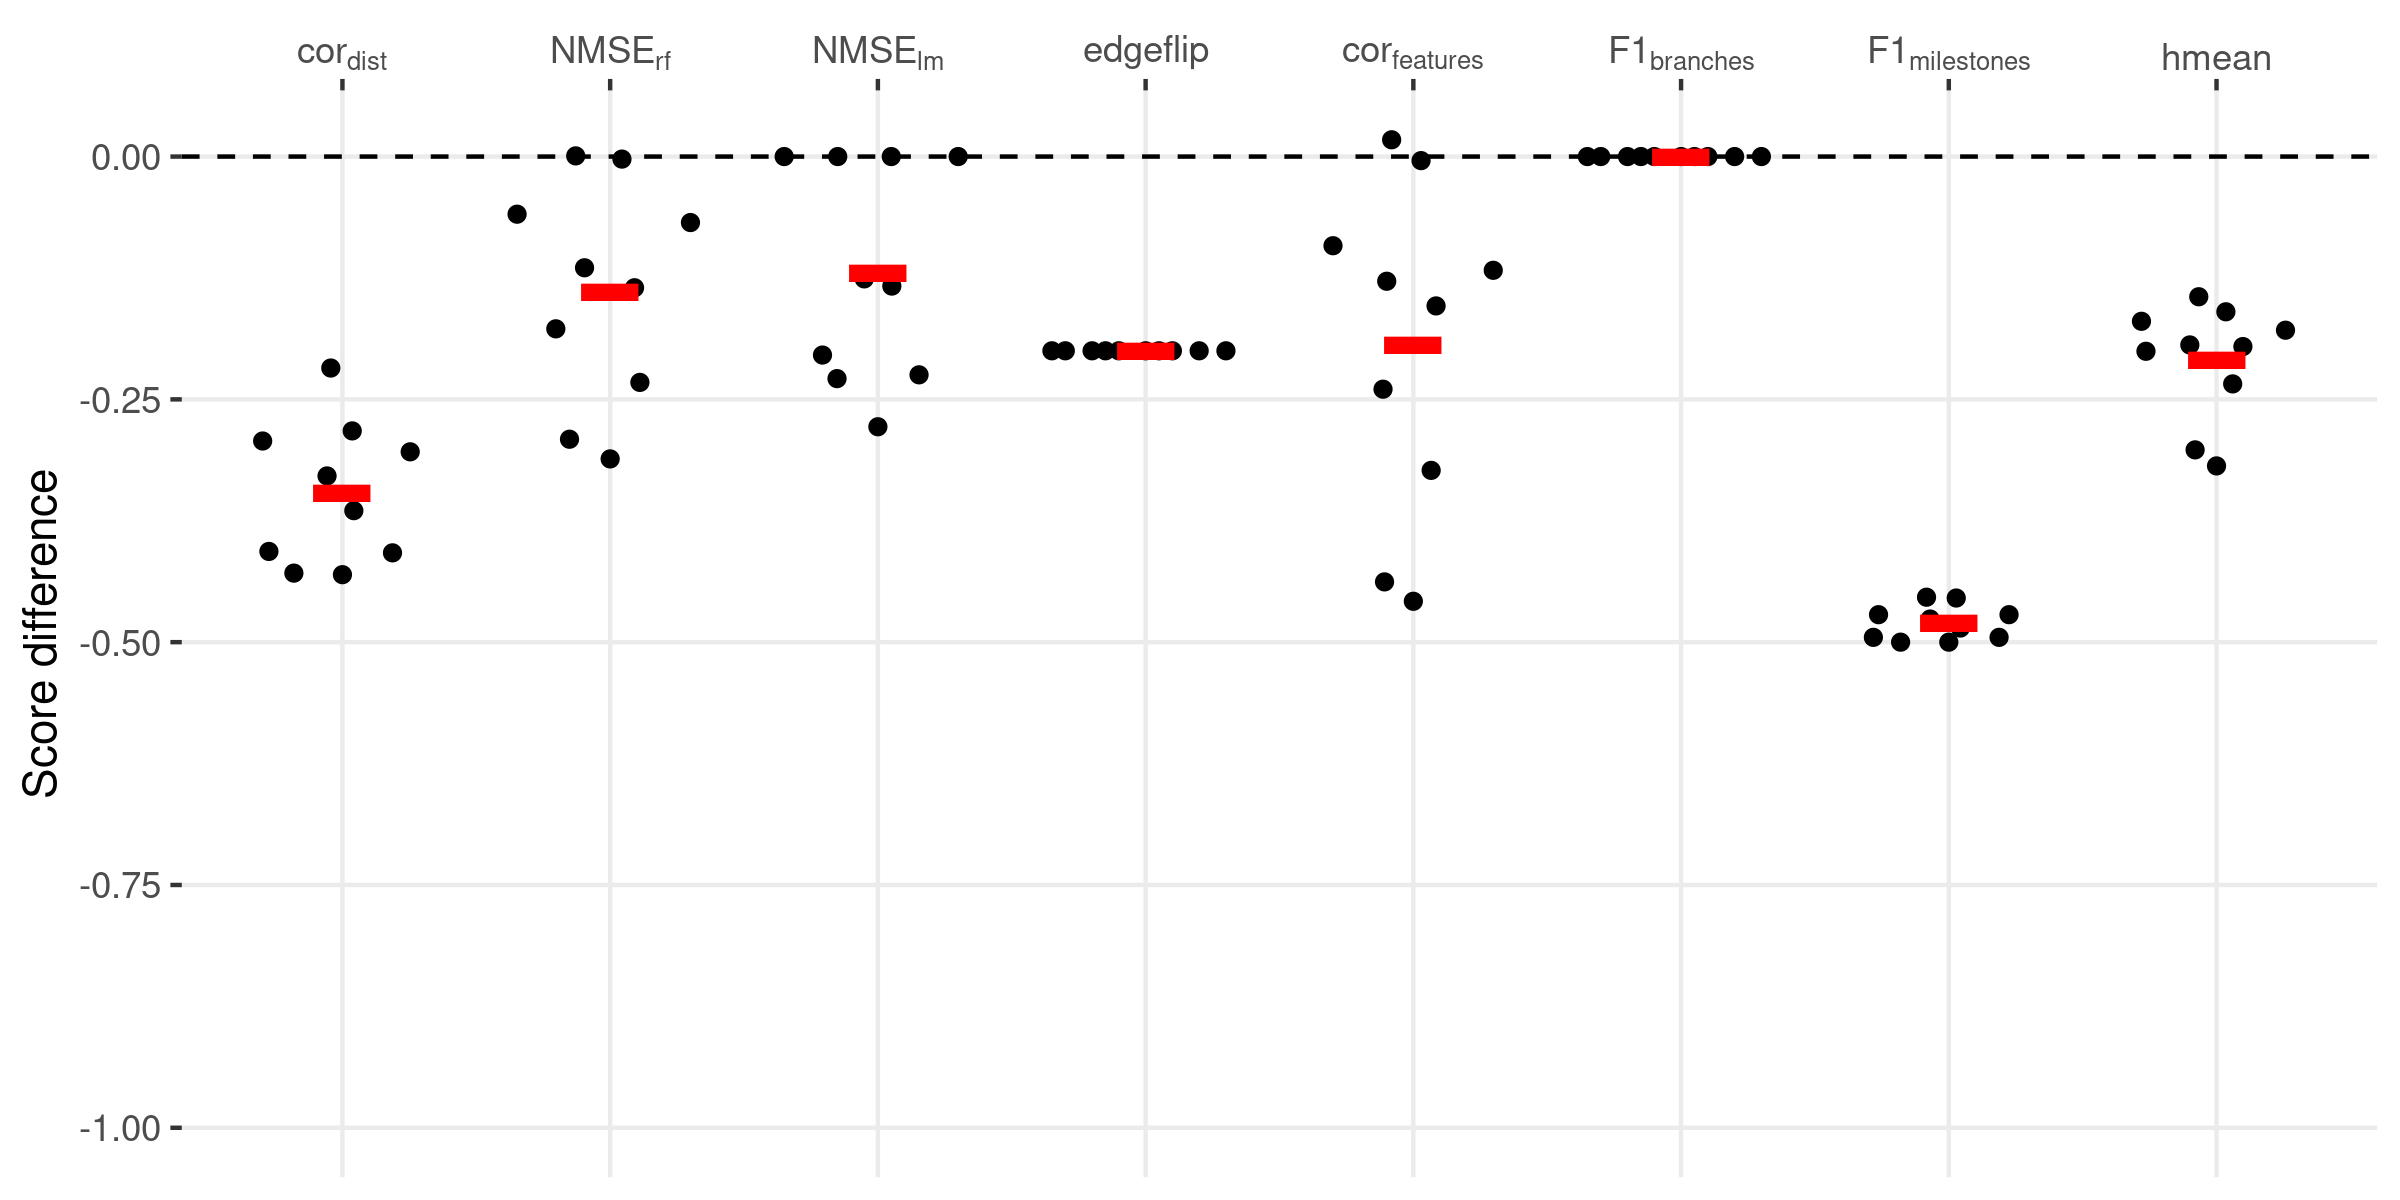 cor_dist NMSE_rf NMSE_lm edgeflip cor_features F1_branches F1_milestones hmean
0.00
-0.25
-0.50
-0.75
-1.00
Score difference